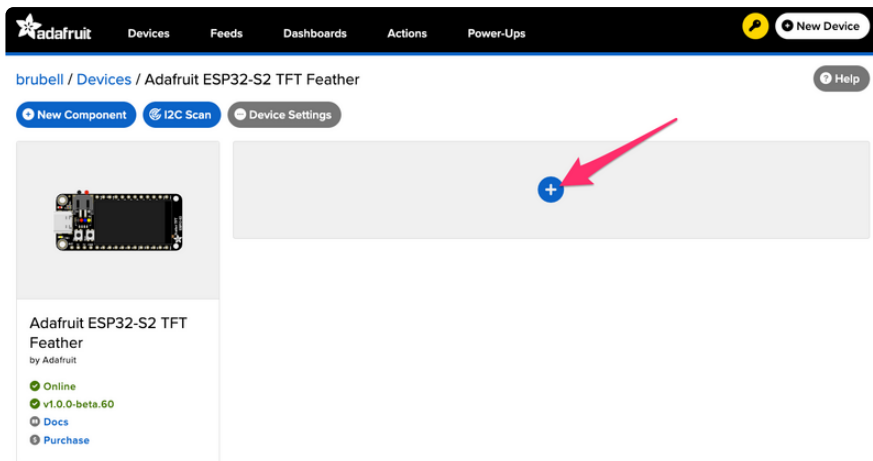 adafruit Devices Feeds Dashboards Actions Power-Ups New Device
brubell / Devices / Adafruit ESP32-S2 TFT Feather Help
New Component I2C Scan Device Settings
Adafruit ESP32-S2 TFT
Feather
by Adafruit
Online
v1.0.0-beta.60
Docs
Purchase